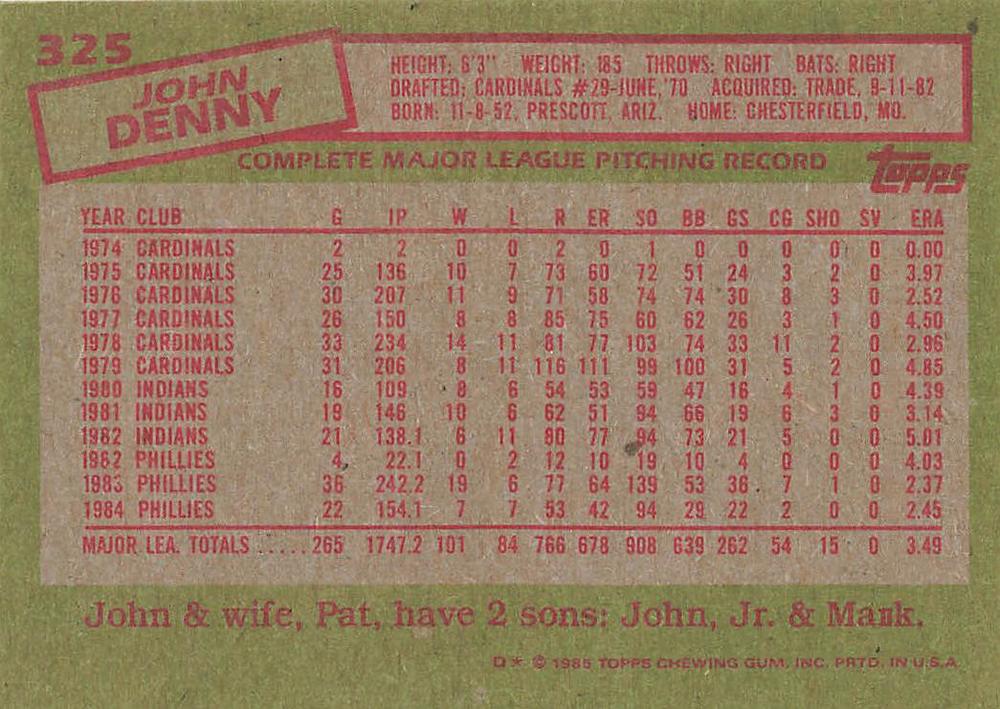 325
JOHN
DENNY
HEIGHT: 6'3" WEIGHT: 185 THROWS: RIGHT BATS: RIGHT
DRAFTED: CARDINALS #29-JUNE,'70 ACQUIRED: TRADE, 9-11-82
BORN: 11-8-52, PRESCOTT, ARIZ. HOME: CHESTERFIELD, MO.
COMPLETE MAJOR LEAGUE PITCHING RECORD
topps
YEAR CLUB G IP W L R ER SO BB GS CG SHO SV ERA
1974 CARDINALS 2 2 0 0 2 0 1 0 0 0 0 0 0.00
1975 CARDINALS 25 136 10 7 73 60 72 51 24 3 2 0 3.97
1976 CARDINALS 30 207 11 9 71 58 74 74 30 8 3 0 2.52
1977 CARDINALS 26 150 8 8 85 75 60 62 26 3 1 0 4.50
1978 CARDINALS 33 234 14 11 81 77 103 74 33 11 2 0 2.96
1979 CARDINALS 31 206 8 11 116 111 99 100 31 5 2 0 4.85
1980 INDIANS 16 109 8 6 54 53 59 47 16 4 1 0 4.39
1981 INDIANS 19 146 10 6 62 51 94 66 19 6 3 0 3.14
1982 INDIANS 21 138.1 6 11 80 77 94 73 21 5 0 0 5.01
1982 PHILLIES 4 22.1 0 2 12 10 19 10 4 0 0 0 4.03
1983 PHILLIES 36 242.2 19 6 77 64 139 53 36 7 1 0 2.37
1984 PHILLIES 22 154.1 7 7 53 42 94 29 22 2 0 0 2.45
MAJOR LEA. TOTALS .....265 1747.2 101 84 766 678 908 639 262 54 15 0 3.49
John & wife, Pat, have 2 sons: John, Jr. & Mark.
D* © 1985 TOPPS CHEWING GUM, INC. PRTD. IN U.S.A.